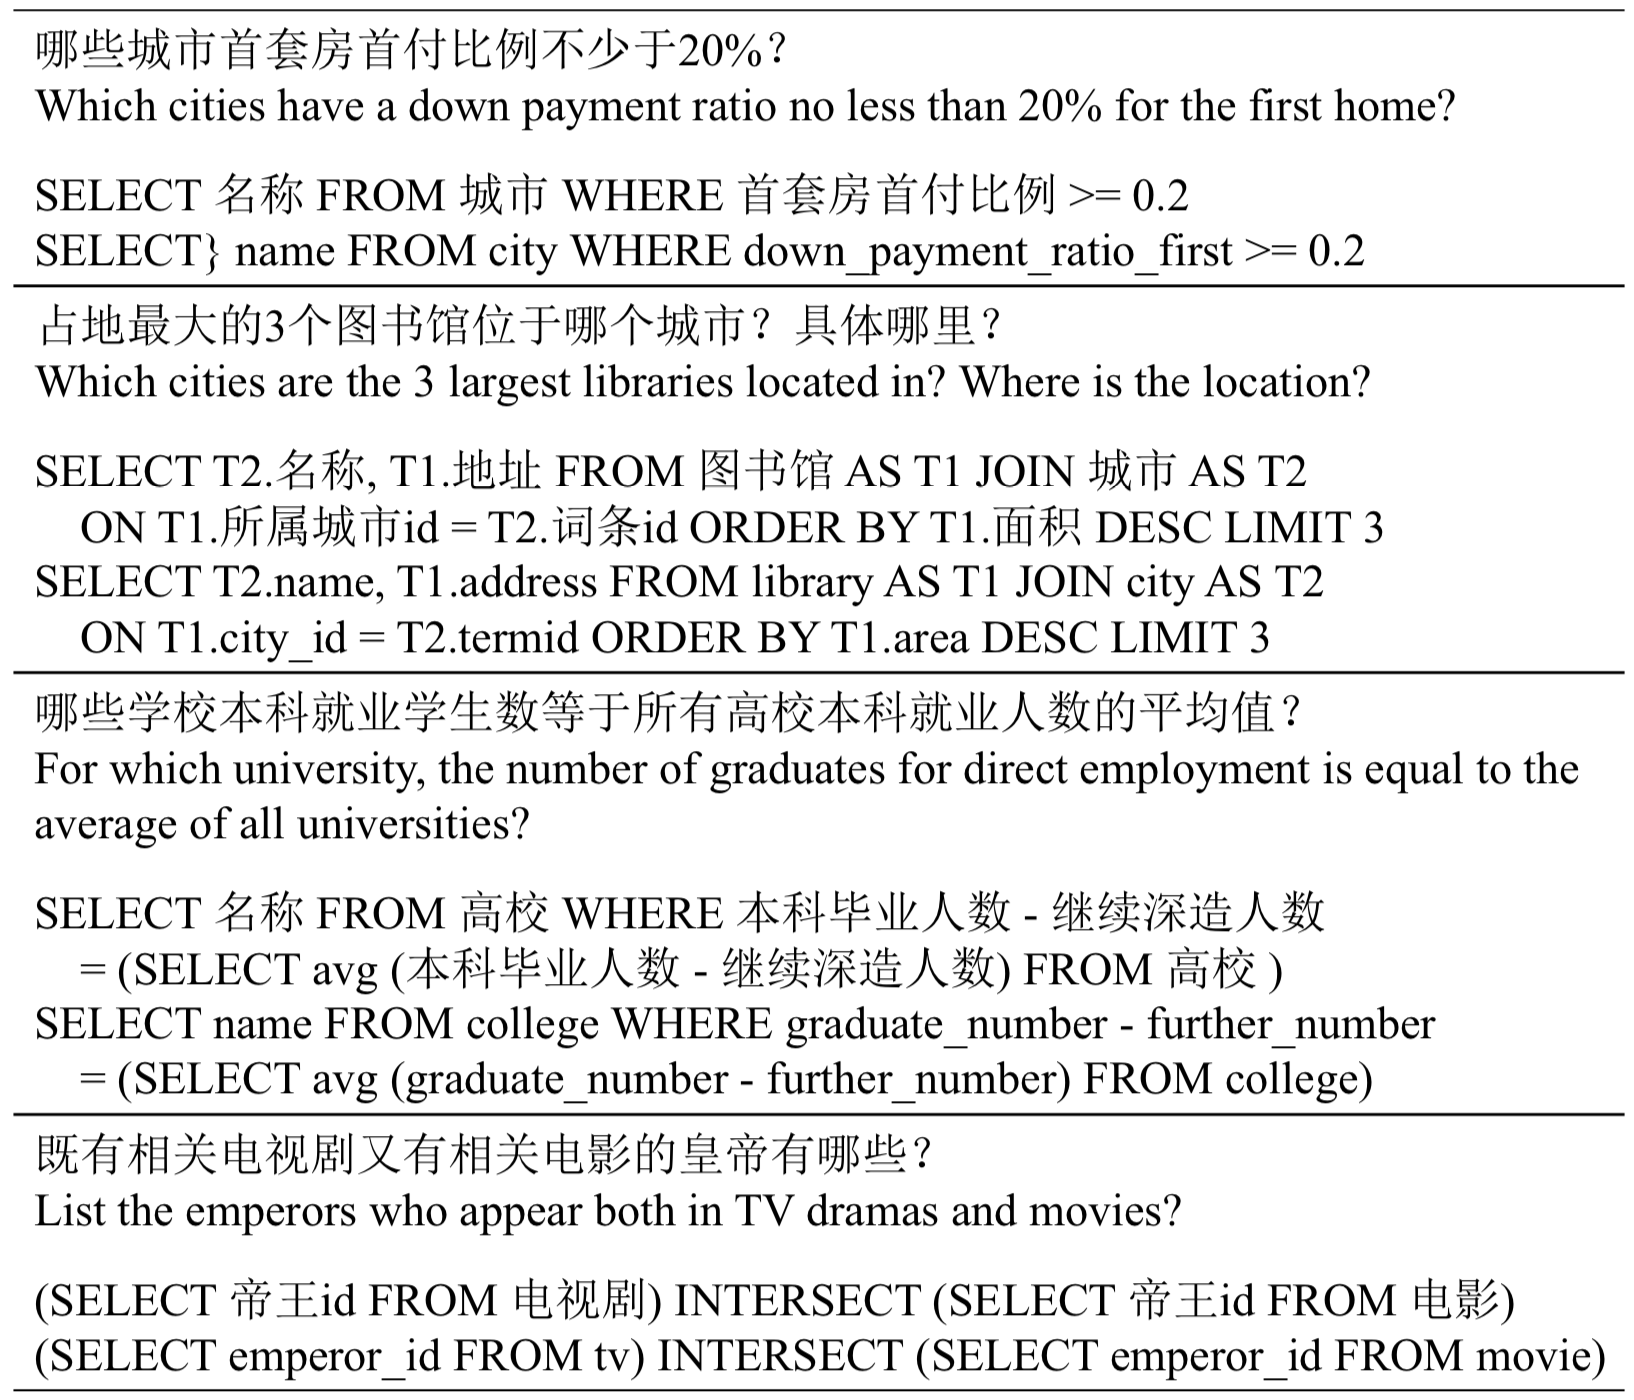 哪些城市首套房首付比例不少于20%？
Which cities have a down payment ratio no less than 20% for the first home?
SELECT 名称 FROM 城市 WHERE 首套房首付比例 >= 0.2
SELECT} name FROM city WHERE down_payment_ratio_first >= 0.2
占地最大的3个图书馆位于哪个城市？具体哪里？
Which cities are the 3 largest libraries located in? Where is the location?
SELECT T2.名称, T1.地址 FROM 图书馆 AS T1 JOIN 城市 AS T2
ON T1.所属城市id = T2.词条id ORDER BY T1.面积 DESC LIMIT 3
SELECT T2.name, T1.address FROM library AS T1 JOIN city AS T2
ON T1.city_id = T2.termid ORDER BY T1.area DESC LIMIT 3
哪些学校本科就业学生数等于所有高校本科就业人数的平均值？
For which university, the number of graduates for direct employment is equal to the
average of all universities?
SELECT 名称 FROM 高校 WHERE 本科毕业人数 - 继续深造人数
= (SELECT avg (本科毕业人数 - 继续深造人数) FROM 高校 )
SELECT name FROM college WHERE graduate_number - further_number
= (SELECT avg (graduate_number - further_number) FROM college)
既有相关电视剧又有相关电影的皇帝有哪些？
List the emperors who appear both in TV dramas and movies?
(SELECT 帝王id FROM 电视剧) INTERSECT (SELECT 帝王id FROM 电影)
(SELECT emperor_id FROM tv) INTERSECT (SELECT emperor_id FROM movie)